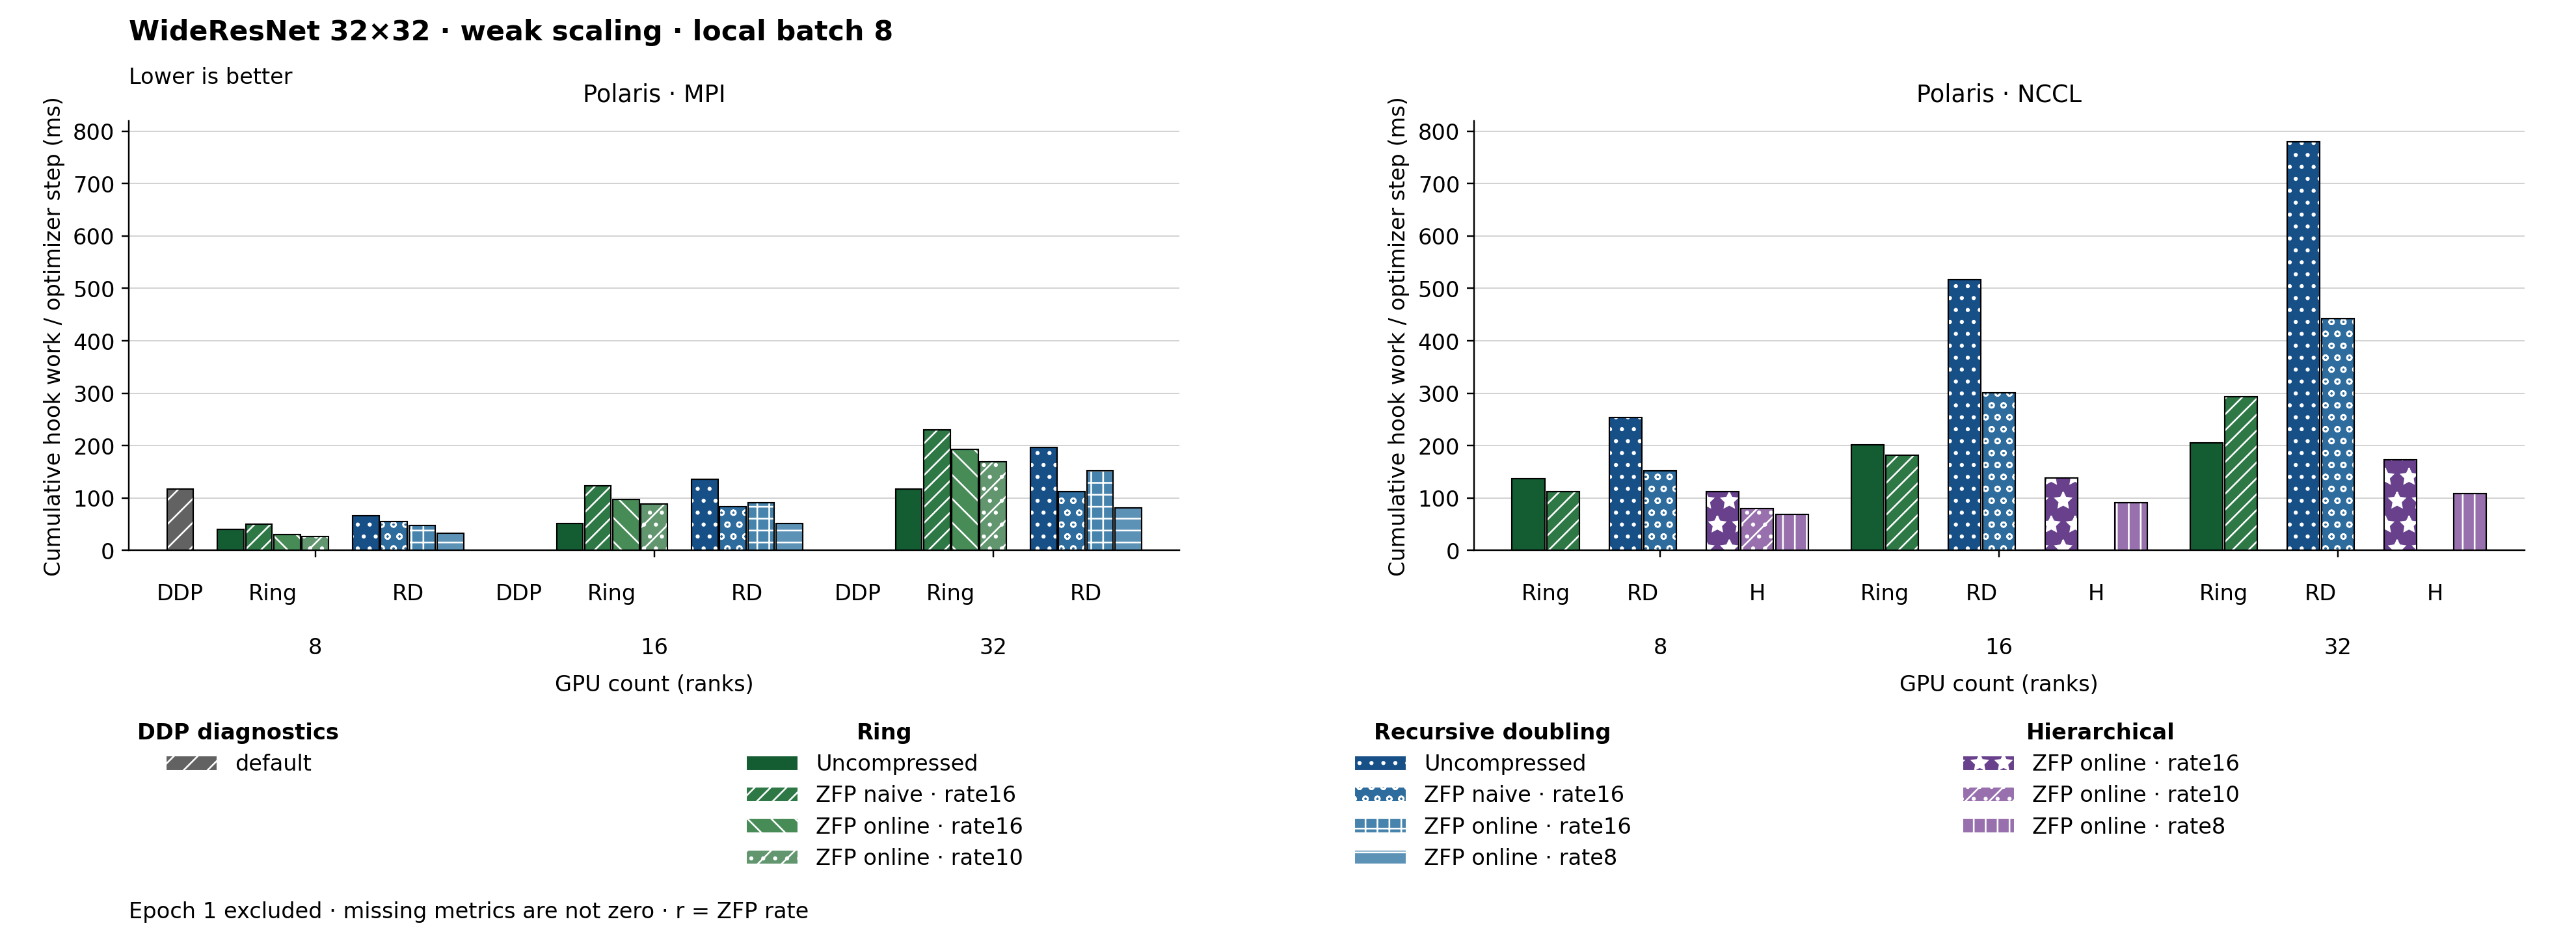 WideResNet 32×32 · weak scaling · local batch 8
Lower is better
Polaris · MPI
Cumulative hook work / optimizer step (ms)
800
700
600
500
400
300
200
100
0
DDP Ring RD DDP Ring RD DDP Ring RD
8 16 32
GPU count (ranks)
Polaris · NCCL
Cumulative hook work / optimizer step (ms)
800
700
600
500
400
300
200
100
0
Ring RD H Ring RD H Ring RD H
8 16 32
GPU count (ranks)
DDP diagnostics
default
Ring
Uncompressed
ZFP naive · rate16
ZFP online · rate16
ZFP online · rate10
Recursive doubling
Uncompressed
ZFP naive · rate16
ZFP online · rate16
ZFP online · rate8
Hierarchical
ZFP online · rate16
ZFP online · rate10
ZFP online · rate8
Epoch 1 excluded · missing metrics are not zero · r = ZFP rate